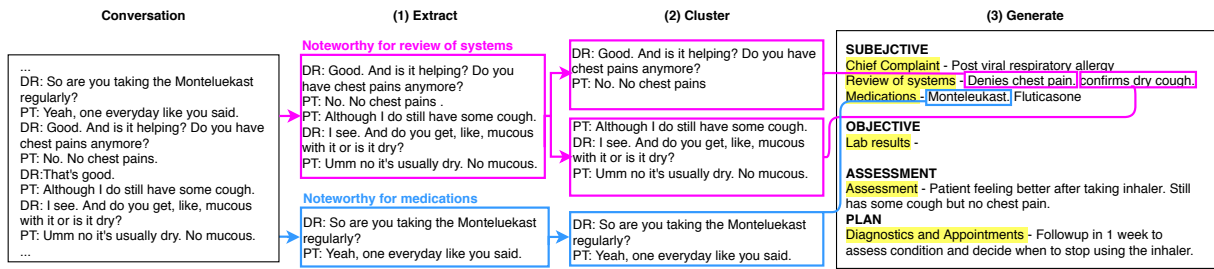 Conversation
(1) Extract
(2) Cluster
(3) Generate
...
DR: So are you taking the Monteluekast
regularly?
PT: Yeah, one everyday like you said.
DR: Good. And is it helping? Do you have
chest pains anymore?
PT: No. No chest pains.
DR:That's good.
PT: Although I do still have some cough.
DR: I see. And do you get, like, mucous
with it or is it dry?
PT: Umm no it's usually dry. No mucous.
...
Noteworthy for review of systems
DR: Good. And is it helping? Do you
have chest pains anymore?
PT: No. No chest pains .
PT: Although I do still have some cough.
DR: I see. And do you get, like, mucous
with it or is it dry?
PT: Umm no it's usually dry. No mucous.
Noteworthy for medications
DR: So are you taking the Monteluekast
regularly?
PT: Yeah, one everyday like you said.
DR: Good. And is it helping? Do you have
chest pains anymore?
PT: No. No chest pains
PT: Although I do still have some cough.
DR: I see. And do you get, like, mucous
with it or is it dry?
PT: Umm no it's usually dry. No mucous.
DR: So are you taking the Monteluekast
regularly?
PT: Yeah, one everyday like you said.
SUBEJCTIVE
Chief Complaint - Post viral respiratory allergy
Review of systems - Denies chest pain. confirms dry cough.
Medications - Monteleukast. Fluticasone
OBJECTIVE
Lab results -
ASSESSMENT
Assessment - Patient feeling better after taking inhaler. Still
has some cough but no chest pain.
PLAN
Diagnostics and Appointments - Followup in 1 week to
assess condition and decide when to stop using the inhaler.